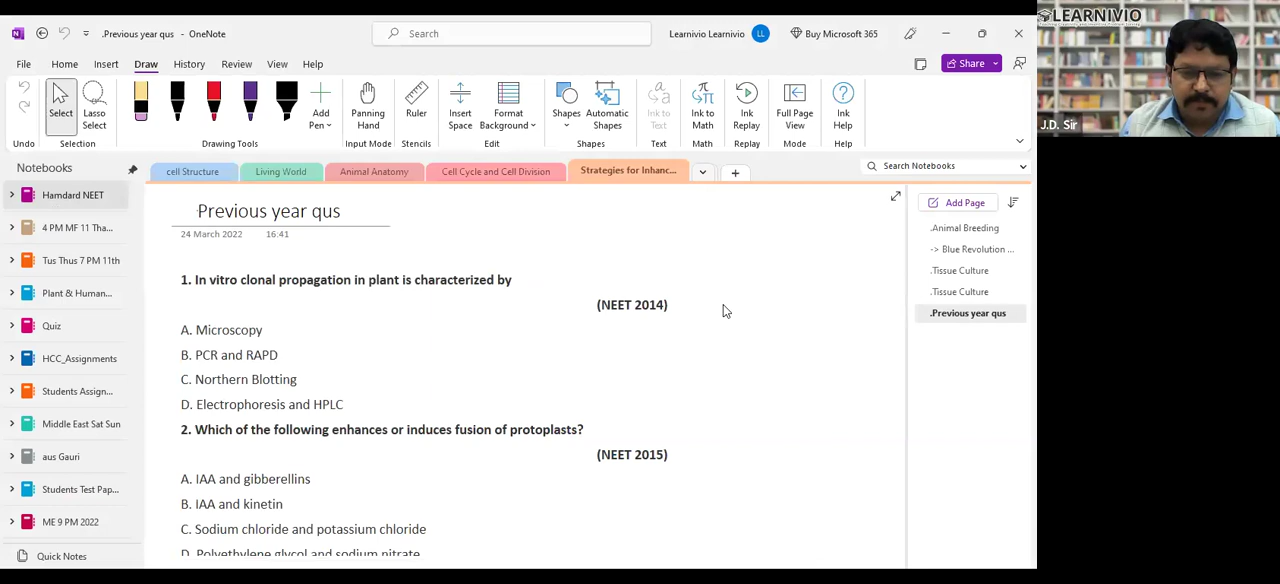 .Previous year qus - OneNote
Search
Learnivio Learnivio
LL
Buy Microsoft 365
LEARNIVIO
File
Home
Insert
Draw
History
Review
View
Help
Share
J.D. Sir
Select
Lasso
Select
Add
Pen
Panning
Hand
Ruler
Insert
Space
Format
Background
Shapes
Automatic
Shapes
Ink to
Text
Ink to
Math
Ink
Replay
Full Page
View
Ink
Help
Undo
Selection
Drawing Tools
Input Mode
Stencils
Edit
Shapes
Text
Math
Replay
Mode
Help
Notebooks
cell Structure
Living World
Animal Anatomy
Cell Cycle and Cell Division
Strategies for Inhanc...
Search Notebooks
Hamdard NEET
4 PM MF 11 Tha...
Tus Thus 7 PM 11th
Plant & Human...
Quiz
HCC_Assignments
Students Assign...
Middle East Sat Sun
aus Gauri
Students Test Pap...
ME 9 PM 2022
Quick Notes
.Previous year qus
24 March 2022 16:41
1. In vitro clonal propagation in plant is characterized by
(NEET 2014)
A. Microscopy
B. PCR and RAPD
C. Northern Blotting
D. Electrophoresis and HPLC
2. Which of the following enhances or induces fusion of protoplasts?
(NEET 2015)
A. IAA and gibberellins
B. IAA and kinetin
C. Sodium chloride and potassium chloride
D. Polyethylene glycol and sodium nitrate
Add Page
.Animal Breeding
-> Blue Revolution ...
.Tissue Culture
.Tissue Culture
.Previous year qus